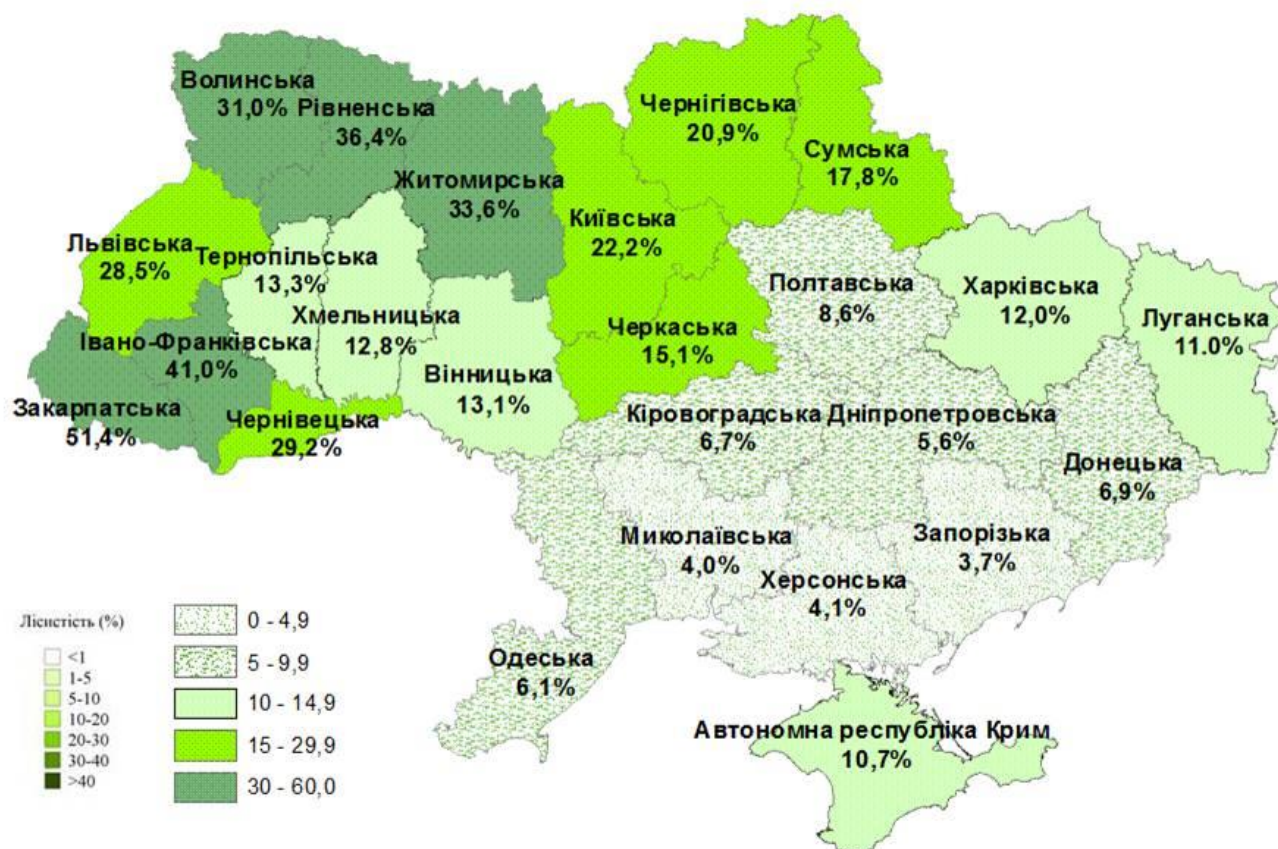 Волинська
31,0%
Рівненська
36,4%
Житомирська
33,6%
Чернігівська
20,9%
Сумська
17,8%
Київська
22,2%
Львівська
28,5%
Тернопільська
13,3%
Хмельницька
12,8%
Івано-Франківська
41,0%
Закарпатська
51,4%
Чернівецька
29,2%
Вінницька
13,1%
Черкаська
15,1%
Полтавська
8,6%
Харківська
12,0%
Луганська
11.0%
Кіровоградська
6,7%
Дніпропетровська
5,6%
Донецька
6,9%
Миколаївська
4,0%
Херсонська
4,1%
Запорізька
3,7%
Одеська
6,1%
Автономна республіка Крим
10,7%
Лісистість (%)
<1
1-5
5-10
10-20
20-30
30-40
>40
0 - 4,9
5 - 9,9
10 - 14,9
15 - 29,9
30 - 60,0